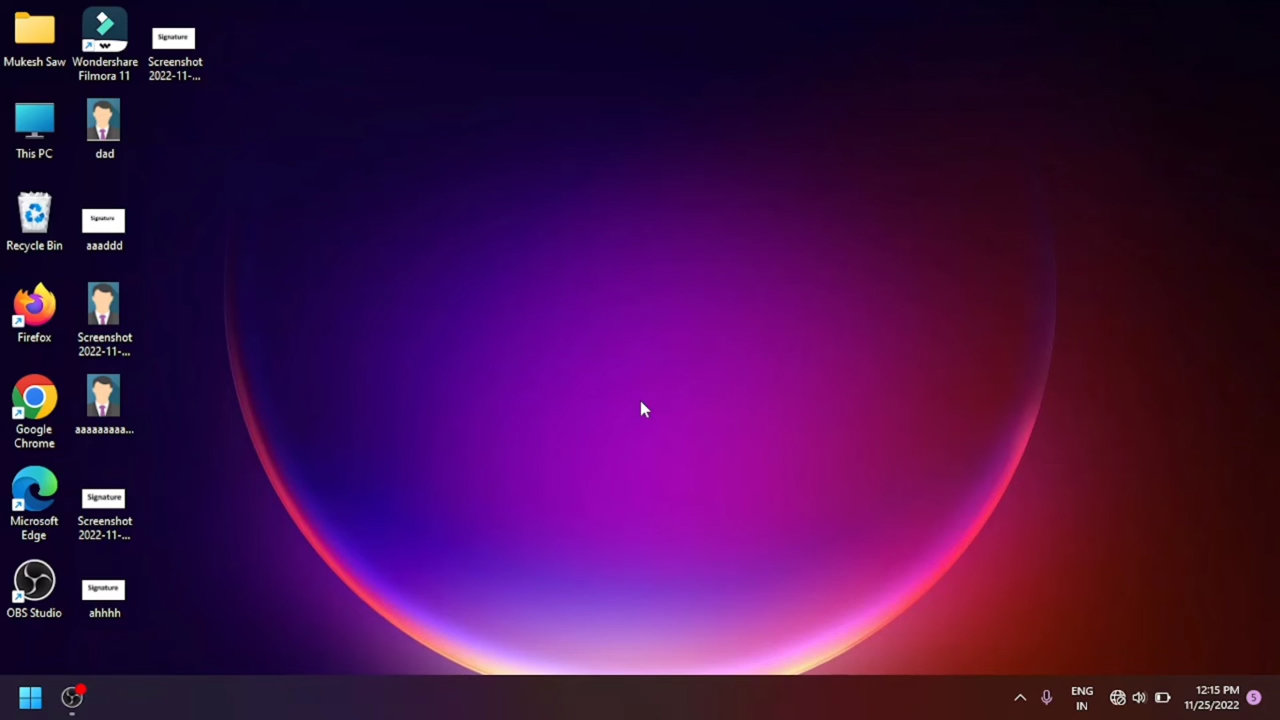 Mukesh Saw
Wondershare
Filmora 11
Signature
Screenshot
2022-11-...
This PC
dad
Recycle Bin
Signature
aaaddd
Firefox
Screenshot
2022-11-...
Google
Chrome
aaaaaaaaa...
Microsoft
Edge
Signature
Screenshot
2022-11-...
OBS Studio
Signature
ahhhh
ENG
IN
12:15 PM
11/25/2022
5